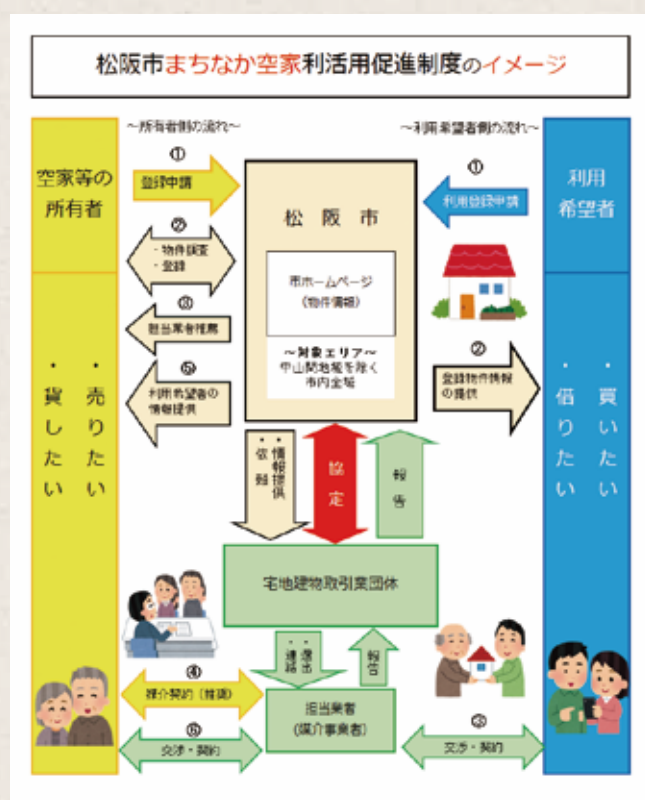 松阪市まちなか空家利活用促進制度のイメージ
～所有者側の流れ～
～利用希望者側の流れ～
空家等の
所有者
・売りたい
・貸したい
①
登録申請
②
・物件調査
・登録
③
担当業者推薦
⑤
利用希望者の
情報提供
松阪市
市ホームページ
(物件情報)
～対象エリア～
中山間地域を除く
市内全域
①
利用登録申請
②
登録物件情報
の提供
利用
希望者
・買いたい
・借りたい
・情報提供
・依頼
協定
報告
宅地建物取引業団体
・選出
・連絡
報告
④
媒介契約(推薦)
⑥
交渉・契約
担当業者
(媒介事業者)
③
交渉・契約